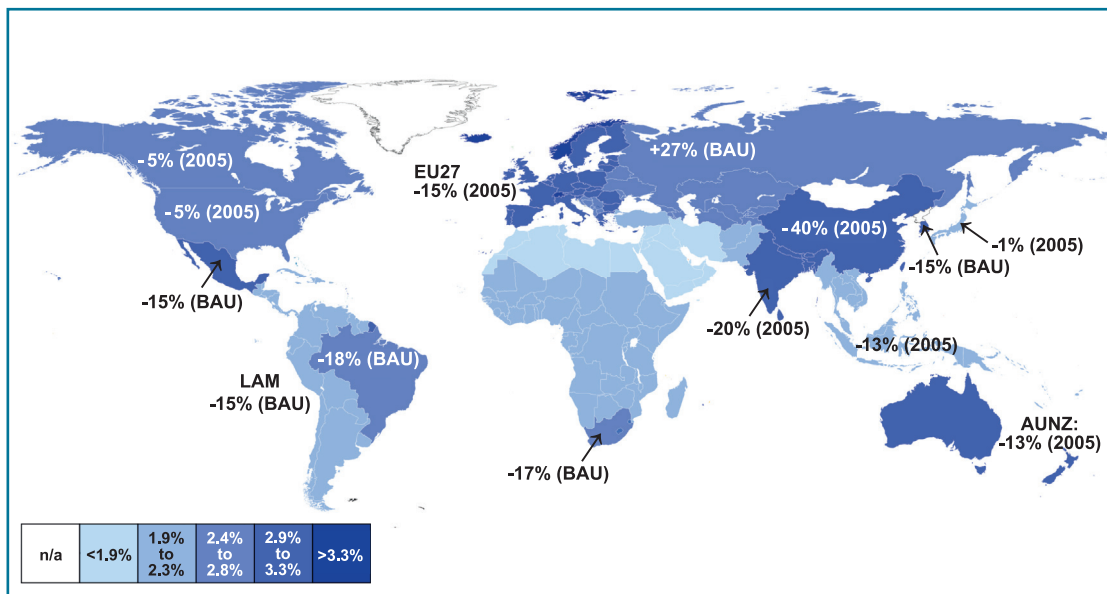 -5% (2005)
-5% (2005)
-15% (BAU)
LAM
-15% (BAU)
-18% (BAU)
EU27
-15% (2005)
+27% (BAU)
-40% (2005)
-1% (2005)
-15% (BAU)
-20% (2005)
-13% (2005)
AUNZ:
-13% (2005)
-17% (BAU)
n/a
<1.9%
1.9%
to
2.3%
2.4%
to
2.8%
2.9%
to
3.3%
>3.3%